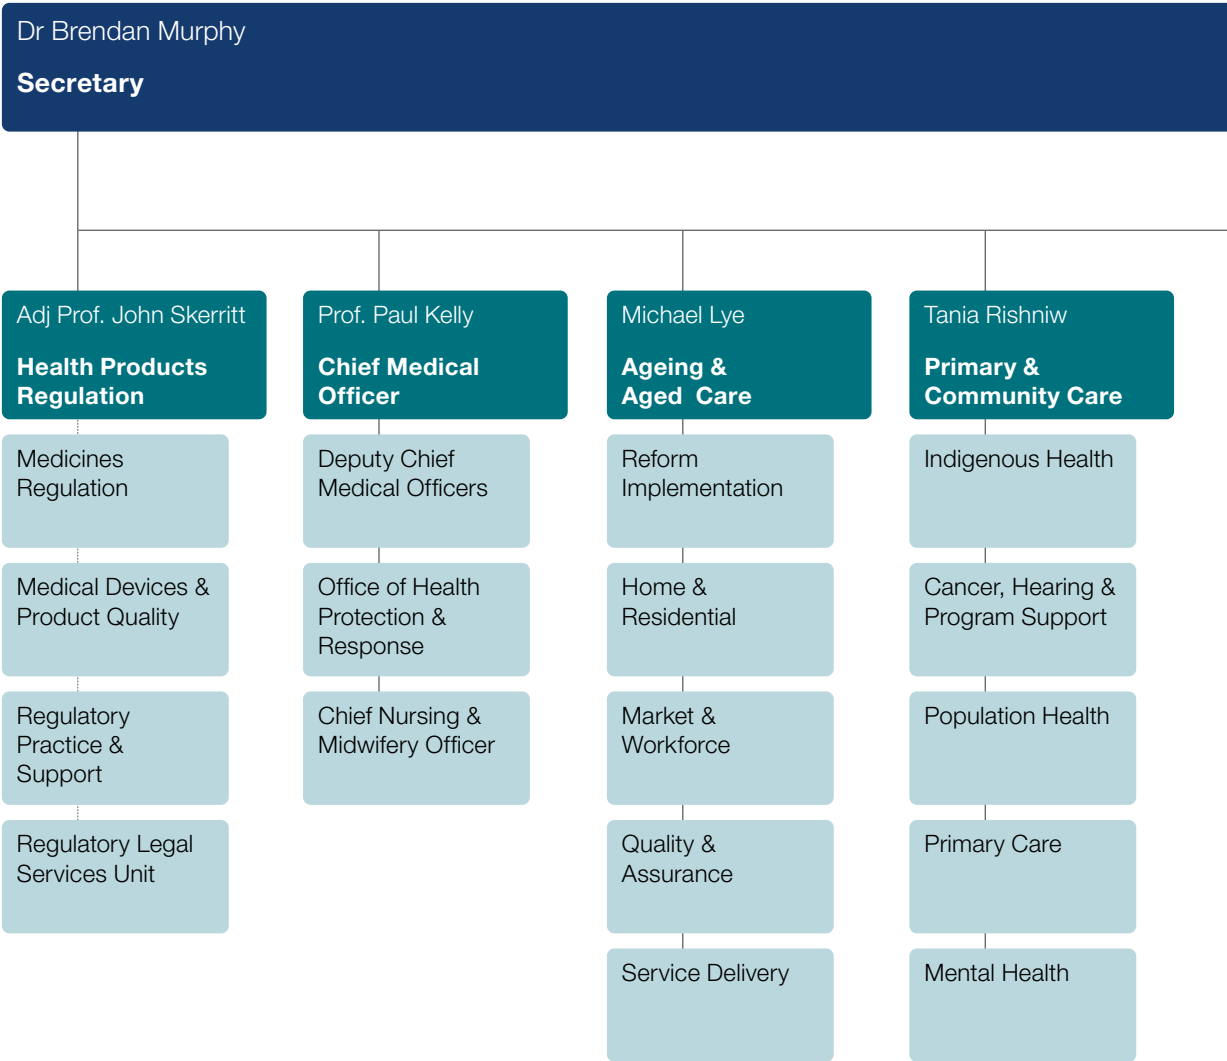 Dr Brendan Murphy
Secretary
Adj Prof. John Skerritt
Health Products
Regulation
Medicines
Regulation
Medical Devices &
Product Quality
Regulatory
Practice &
Support
Regulatory Legal
Services Unit
Prof. Paul Kelly
Chief Medical
Officer
Deputy Chief
Medical Officers
Office of Health
Protection &
Response
Chief Nursing &
Midwifery Officer
Michael Lye
Ageing &
Aged Care
Reform
Implementation
Home &
Residential
Market &
Workforce
Quality &
Assurance
Service Delivery
Tania Rishniw
Primary &
Community Care
Indigenous Health
Cancer, Hearing &
Program Support
Population Health
Primary Care
Mental Health